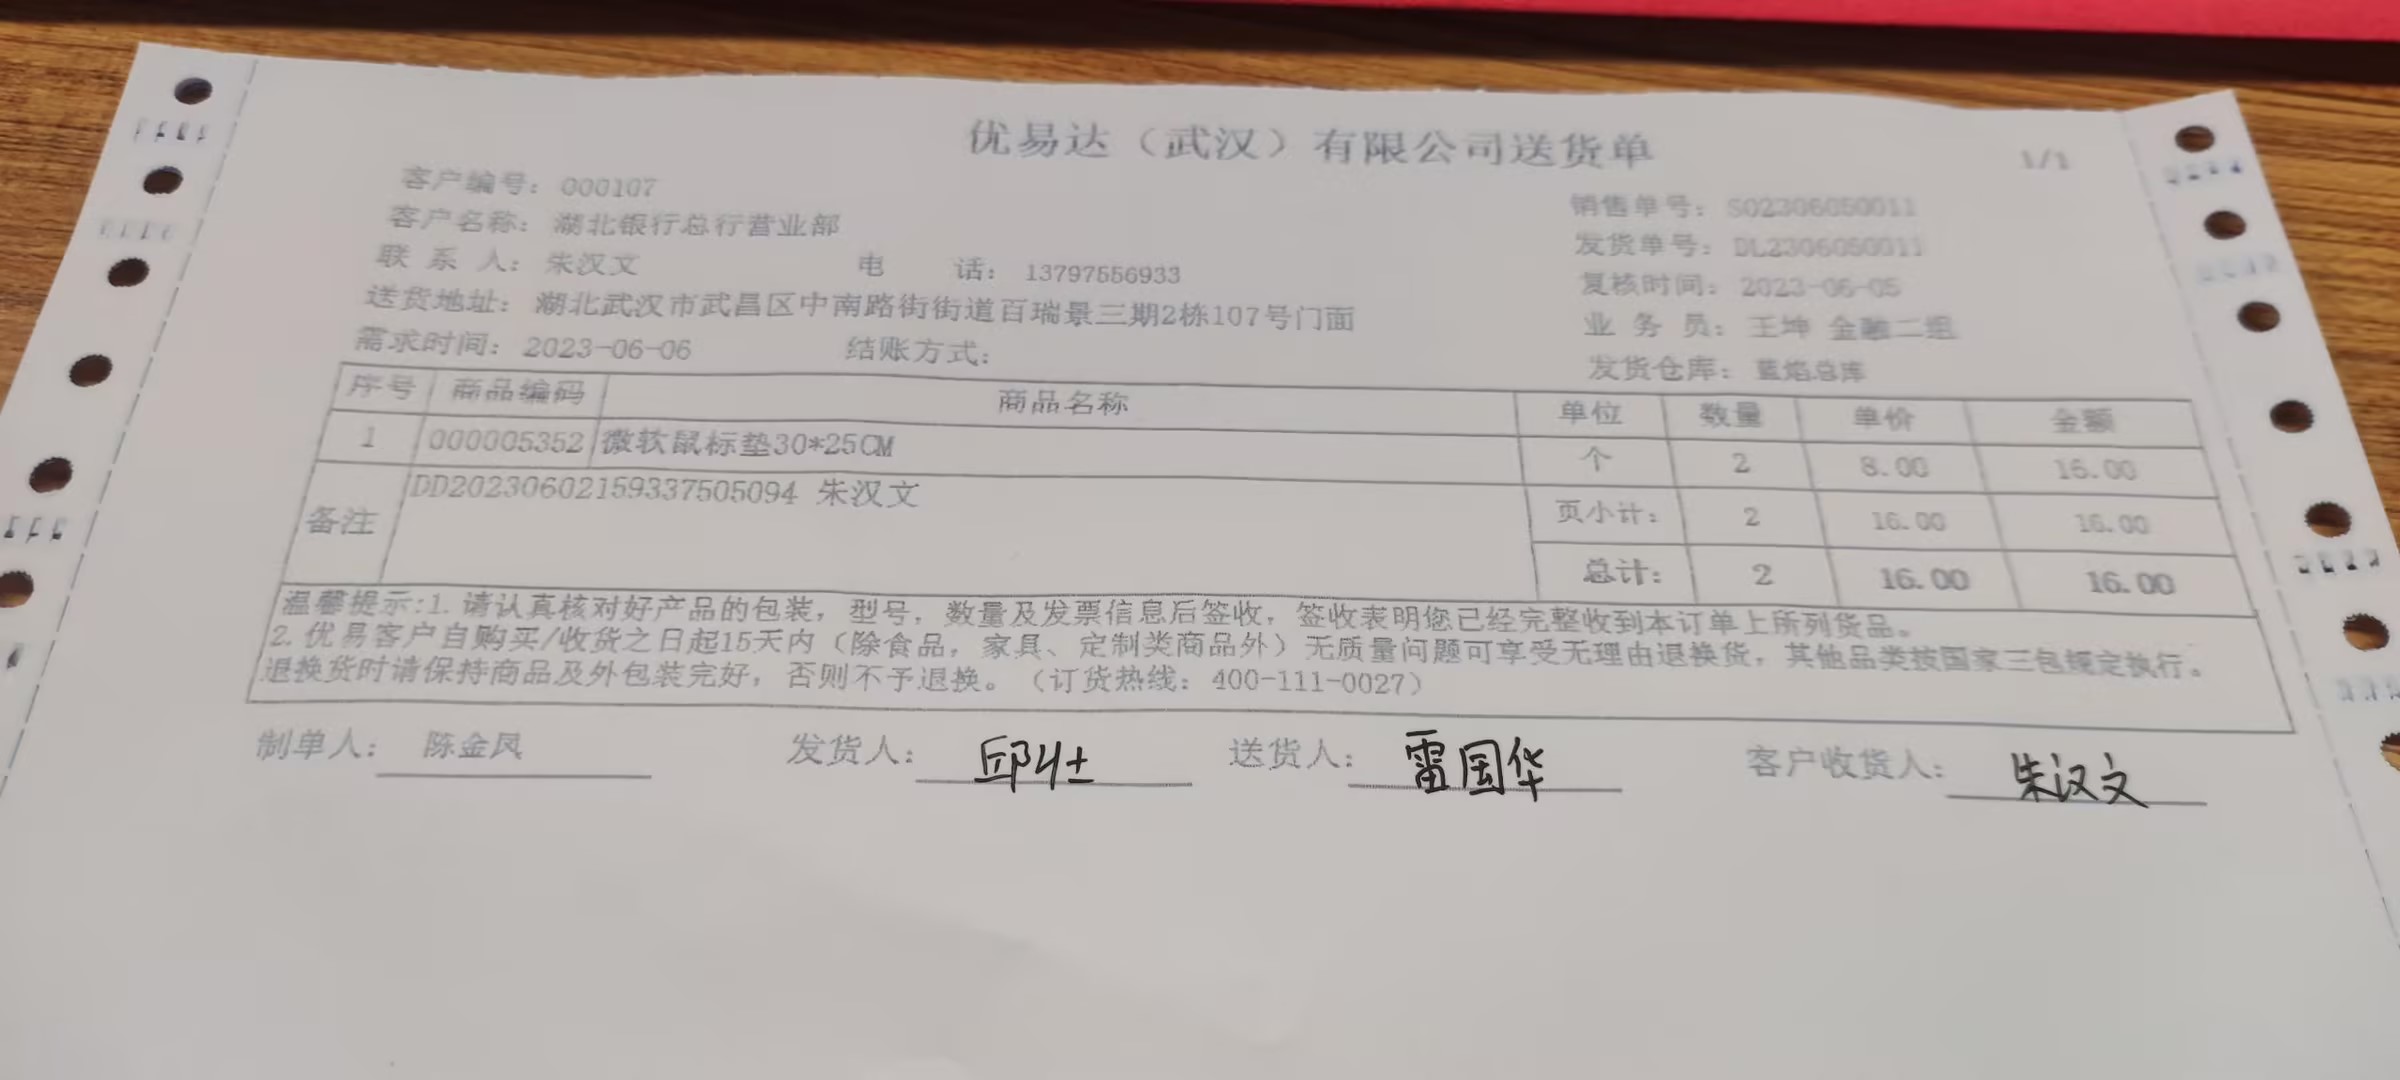 优易达（武汉）有限公司送货单
1/1
客户编号：000107
销售单号：SO2306050011
客户名称：湖北银行总行营业部
发货单号：DL2306050011
联 系 人：朱汉文 电 话：13797556933
复核时间：2023-06-05
送货地址：湖北武汉市武昌区中南路街街道百瑞景三期2栋107号门面
业 务 员：王坤 金融二组
需求时间：2023-06-06 结账方式：
发货仓库：蓝焰总库
序号 商品编码 商品名称 单位 数量 单价 金额
1 000005352 微软鼠标垫30*25CM 个 2 8.00 16.00
备注 DD20230602159337505094 朱汉文
页小计： 2 16.00 16.00
总计： 2 16.00 16.00
温馨提示:1.请认真核对好产品的包装，型号，数量及发票信息后签收，签收表明您已经完整收到本订单上所列货品。
2.优易客户自购买/收货之日起15天内（除食品，家具、定制类商品外）无质量问题可享受无理由退换货，其他品类按国家三包规定执行。
退换货时请保持商品及外包装完好，否则不予退换。（订货热线：400-111-0027）
制单人： 陈金凤 发货人： 邱壮 送货人： 雷国华 客户收货人： 朱汉文